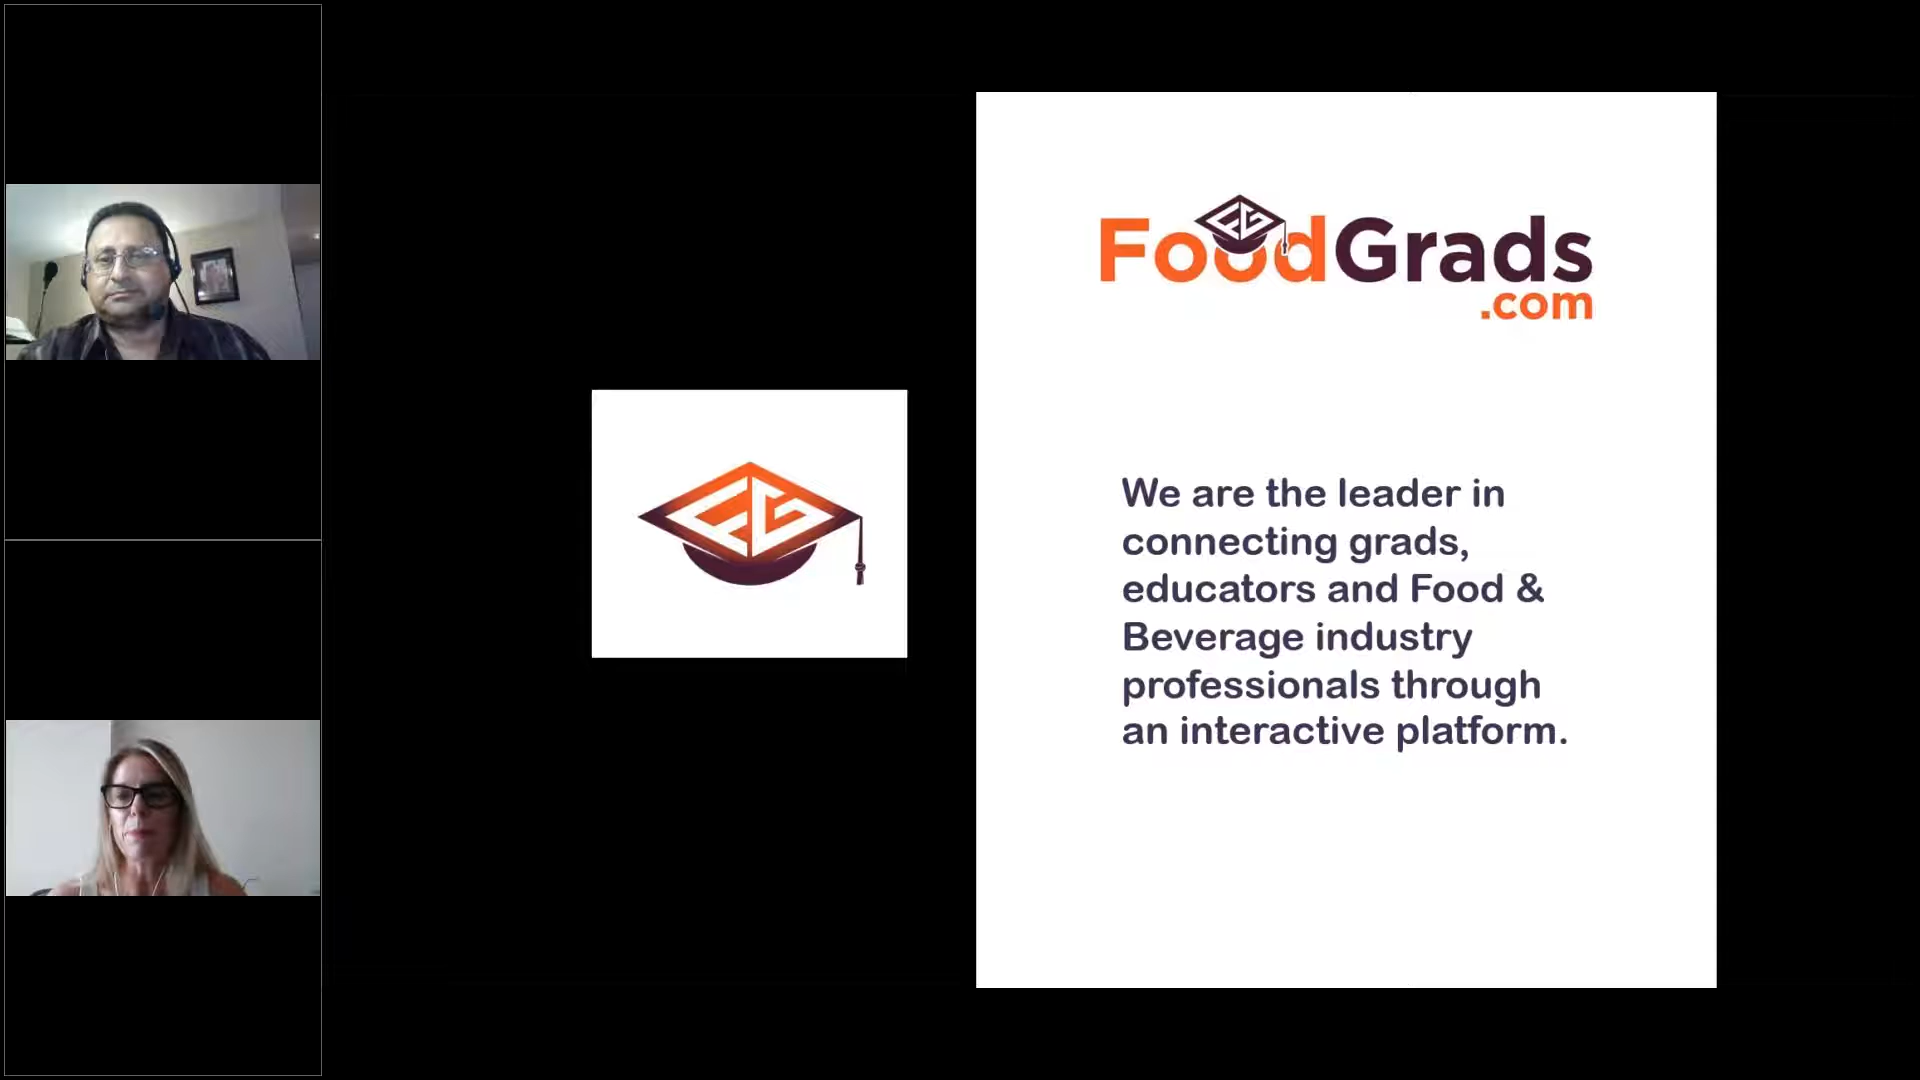 FoodGrads
.com
FG
We are the leader in
connecting grads,
educators and Food &
Beverage industry
professionals through
an interactive platform.